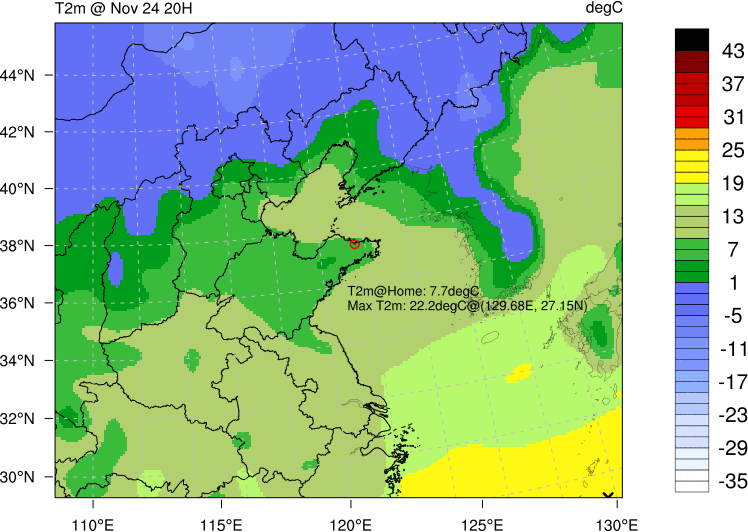 T2m @ Nov 24 20H
degC
44°N
42°N
40°N
38°N
36°N
34°N
32°N
30°N
110°E
115°E
120°E
125°E
130°E
T2m@Home: 7.7degC
Max T2m: 22.2degC@(129.68E, 27.15N)
43
37
31
25
19
13
7
1
-5
-11
-17
-23
-29
-35